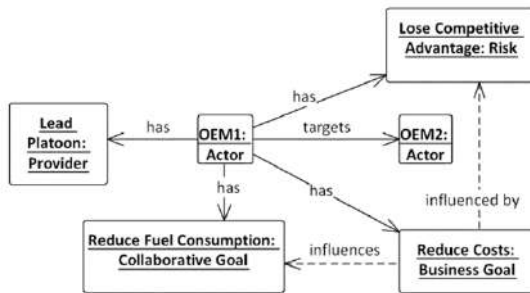 Lose Competitive
Advantage: Risk
has
Lead
Platoon:
Provider
has
OEM1:
Actor
targets
OEM2:
Actor
has
has
influenced by
Reduce Fuel Consumption:
Collaborative Goal
influences
Reduce Costs:
Business Goal